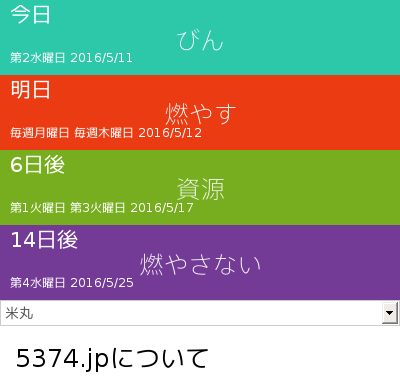 今日
びん
第2水曜日 2016/5/11
明日
燃やす
毎週月曜日 毎週木曜日 2016/5/12
6日後
資源
第1火曜日 第3火曜日 2016/5/17
14日後
燃やさない
第4水曜日 2016/5/25
米丸
5374.jpについて